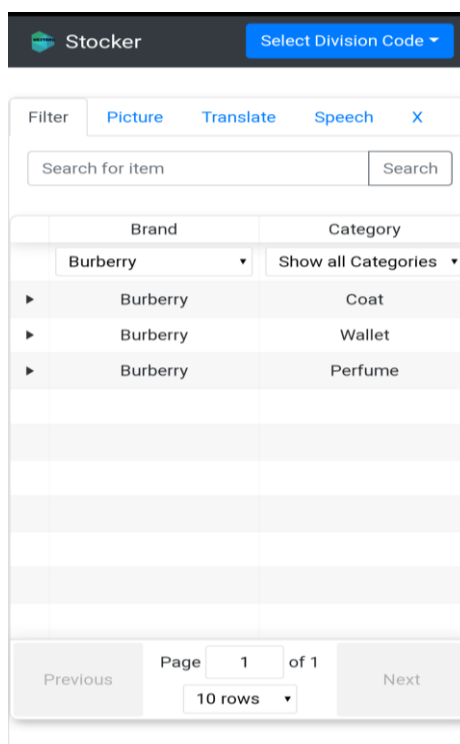 Stocker Select Division Code
Filter Picture Translate Speech X
Search for item Search
Brand Category
Burberry Show all Categories
Burberry Coat
Burberry Wallet
Burberry Perfume
Previous Page 1 of 1 Next
10 rows